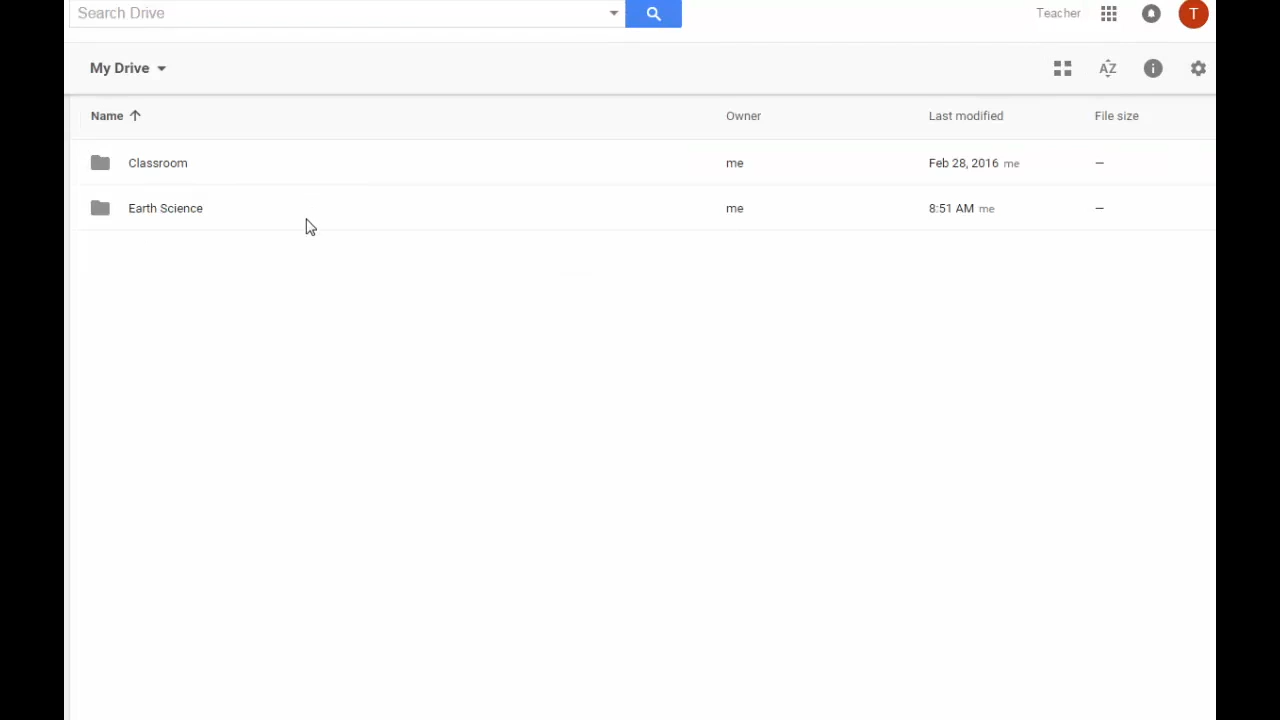 Search Drive
Teacher
T
My Drive
AZ
Name
Owner
Last modified
File size
Classroom
me
Feb 28, 2016 me
–
Earth Science
me
8:51 AM me
–